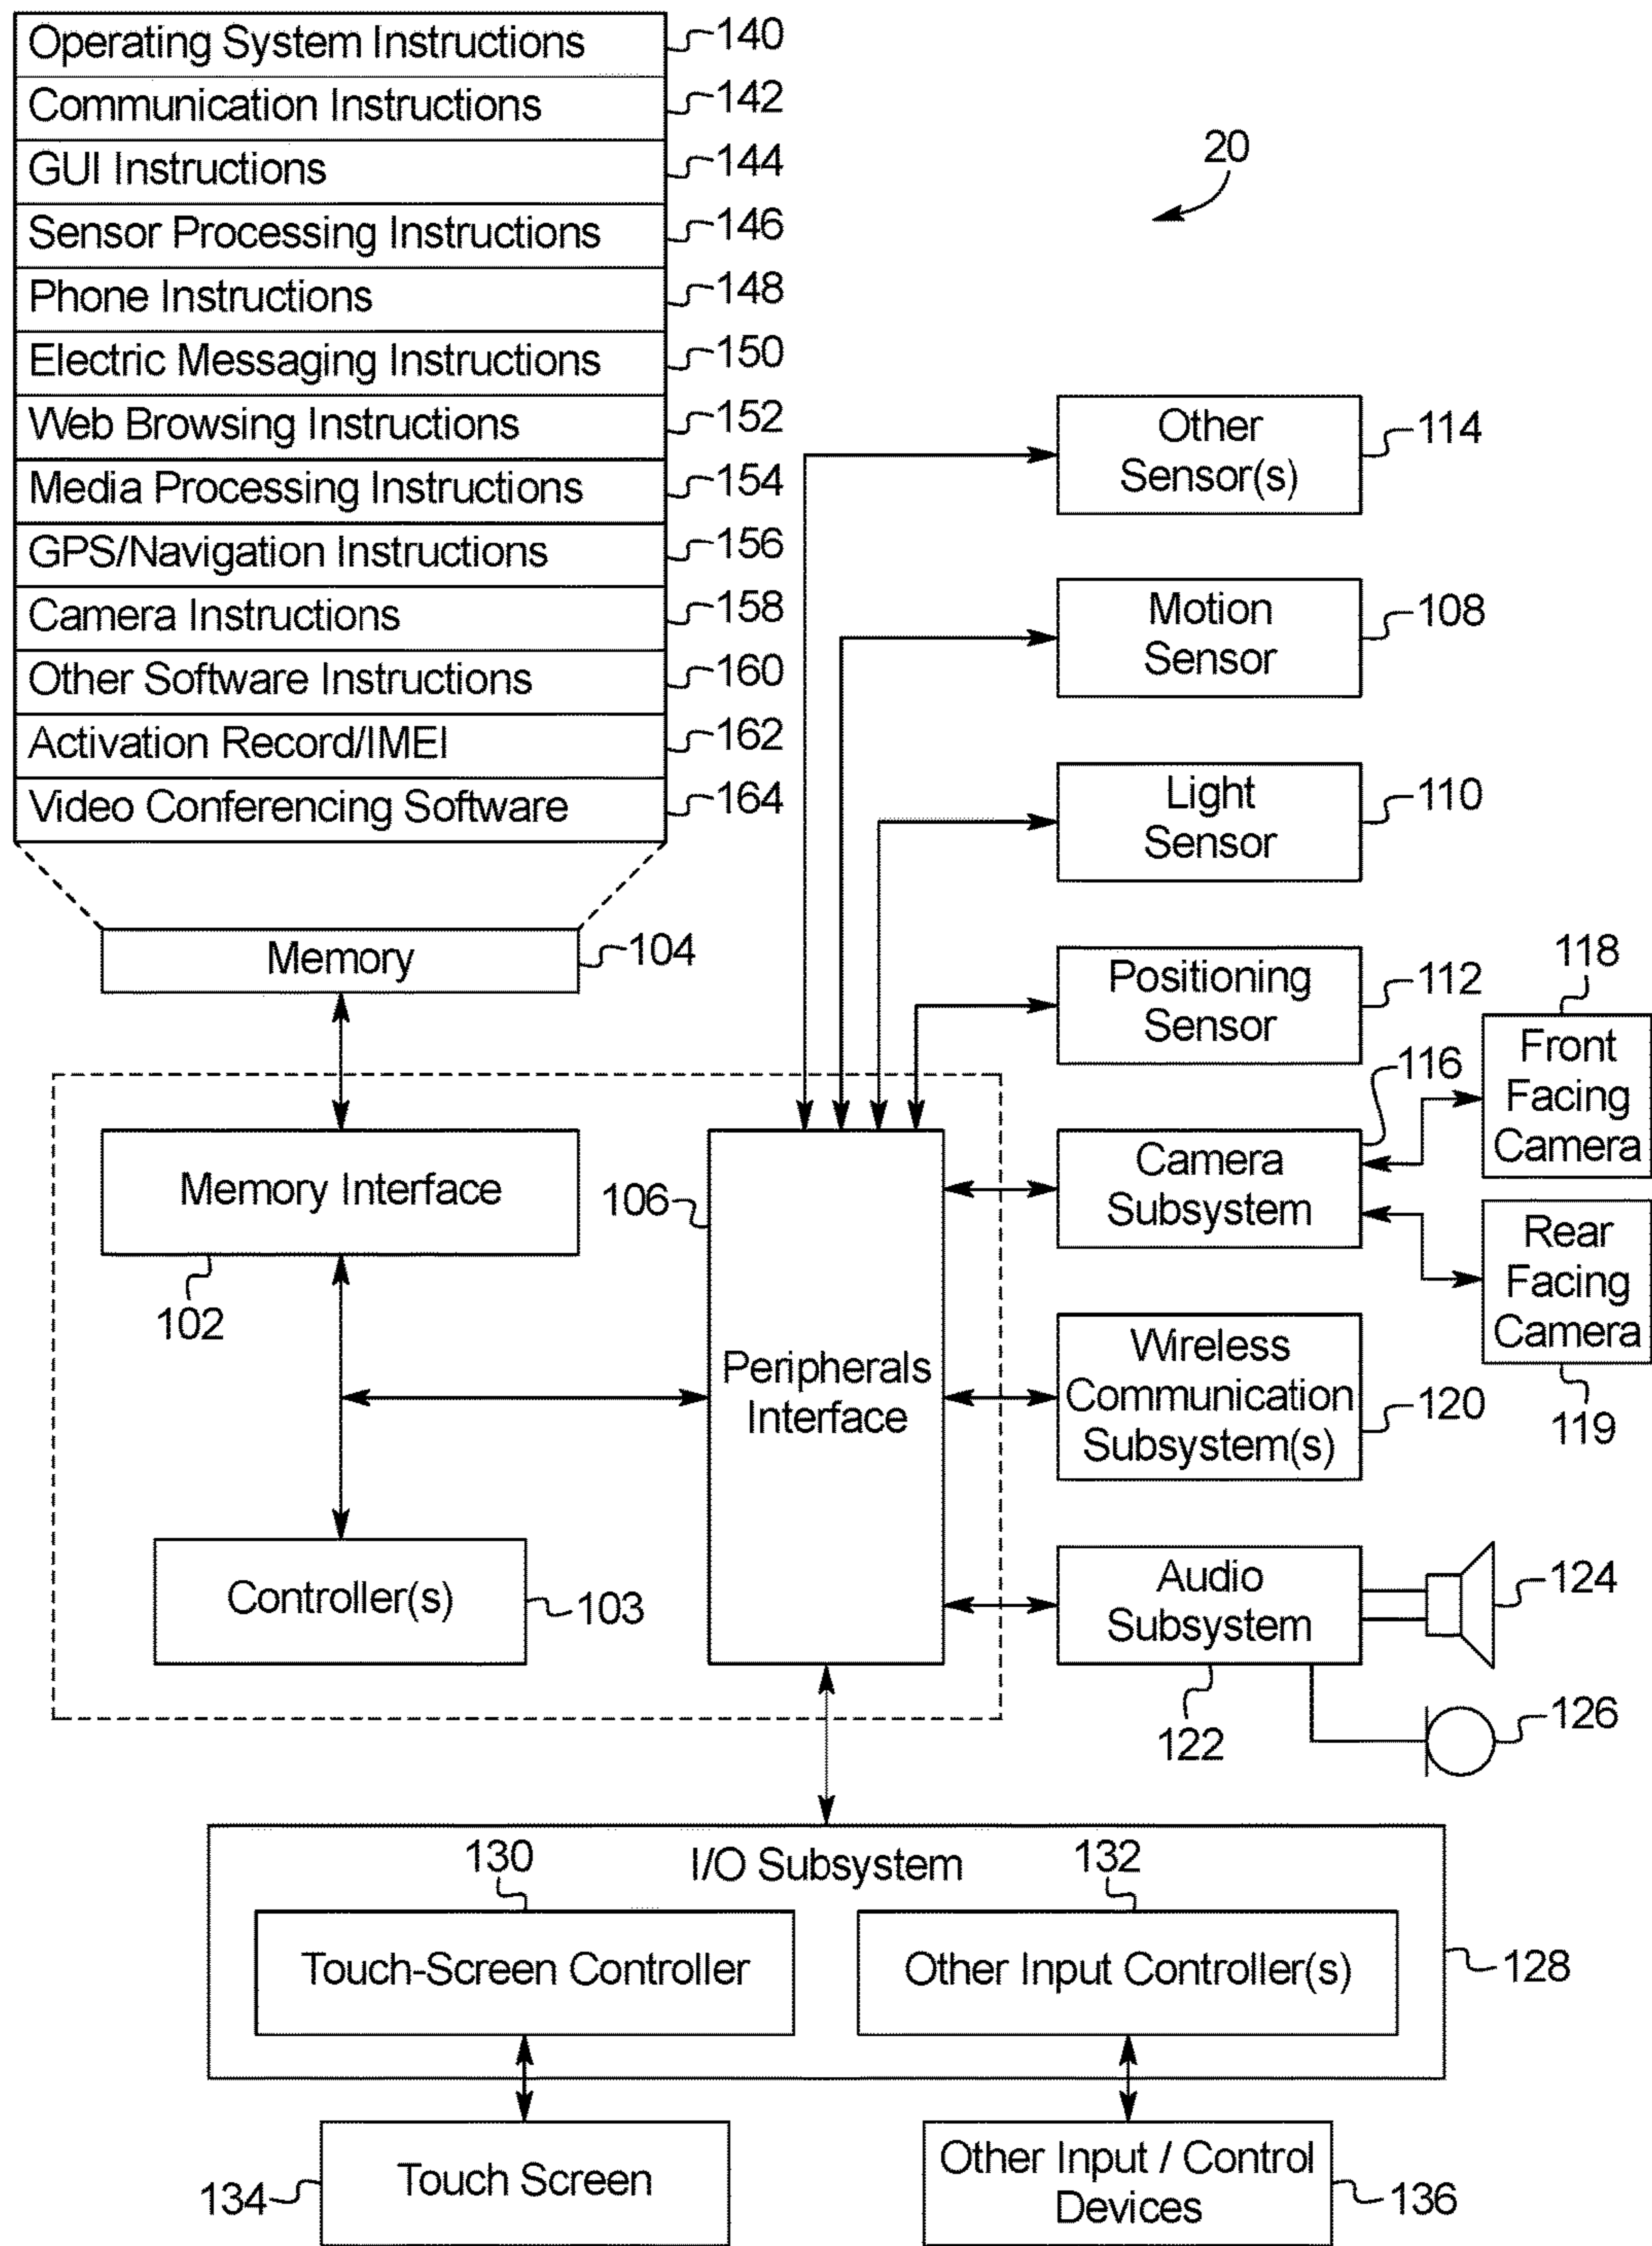 Operating System Instructions 140
Communication Instructions 142
GUI Instructions 144
Sensor Processing Instructions 146
Phone Instructions 148
Electric Messaging Instructions 150
Web Browsing Instructions 152
Media Processing Instructions 154
GPS/Navigation Instructions 156
Camera Instructions 158
Other Software Instructions 160
Activation Record/IMEI 162
Video Conferencing Software 164
20
Other
Sensor(s)
114
Motion
Sensor
108
Light
Sensor
110
Memory 104
Positioning
Sensor
112
118
Front
Facing
Camera
116
Camera
Subsystem
Memory Interface
102
106
Peripherals
Interface
Rear
Facing
Camera
119
Wireless
Communication
Subsystem(s)
120
Controller(s) 103
Audio
Subsystem
122
124
126
I/O Subsystem
130
132
Touch-Screen Controller
Other Input Controller(s)
128
Touch Screen
134
Other Input / Control
Devices
136